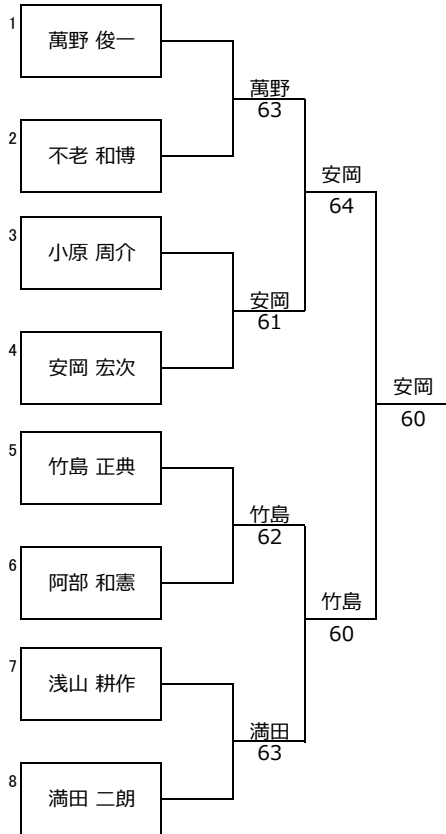 1
萬野 俊一
萬野
63
2
不老 和博
安岡
64
3
小原 周介
安岡
61
4
安岡 宏次
安岡
60
5
竹島 正典
竹島
62
6
阿部 和憲
竹島
60
7
浅山 耕作
満田
63
8
満田 二朗